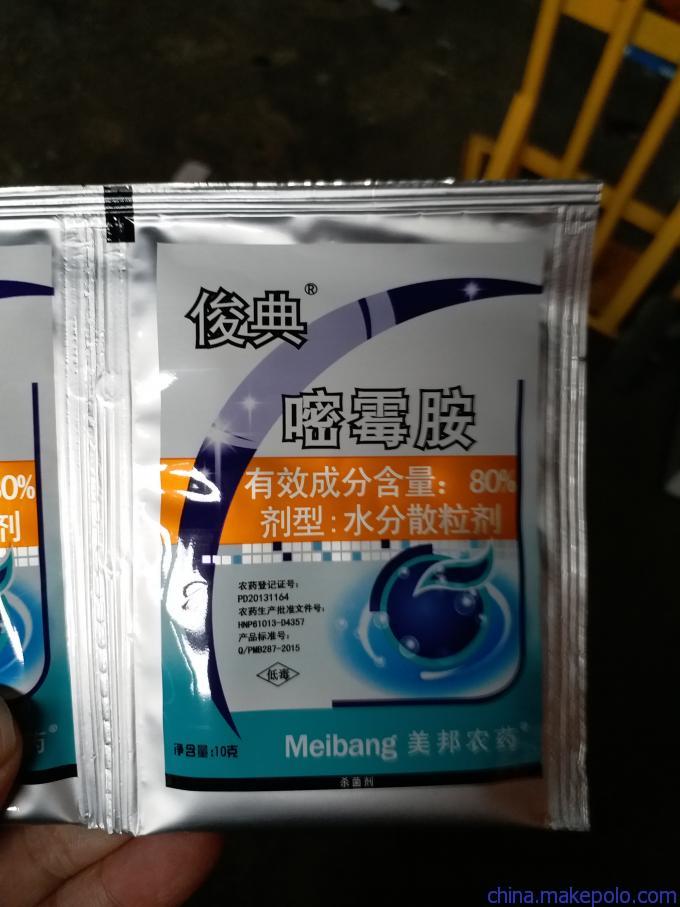 俊典®
嘧霉胺
有效成分含量：80%
剂型：水分散粒剂
农药登记证号：
PD20131164
农药生产批准文件号：
HNP61013-D4357
产品标准号：
Q/PMB287-2015
低毒
净含量:10克
Meibang 美邦农药®
杀菌剂
80%
剂
药®
china.makepolo.com